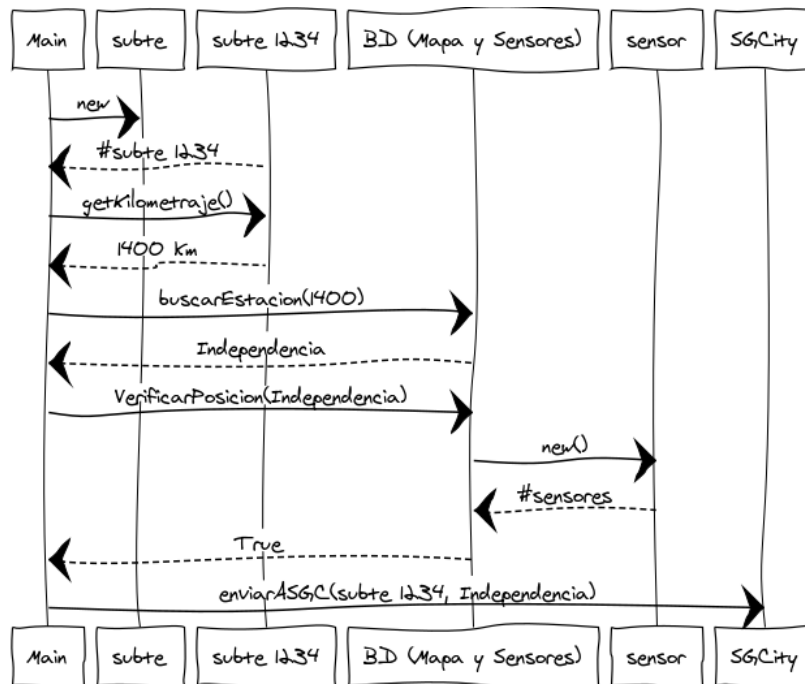 Main subte subte 1234 BD (Mapa y Sensores) sensor SGCity
new
#subte 1234
getKilometraje()
1400 Km
buscarEstacion(1400)
Independencia
VerificarPosicion(Independencia)
new()
#sensores
True
enviarASGC(subte 1234, Independencia)
Main subte subte 1234 BD (Mapa y Sensores) sensor SGCity